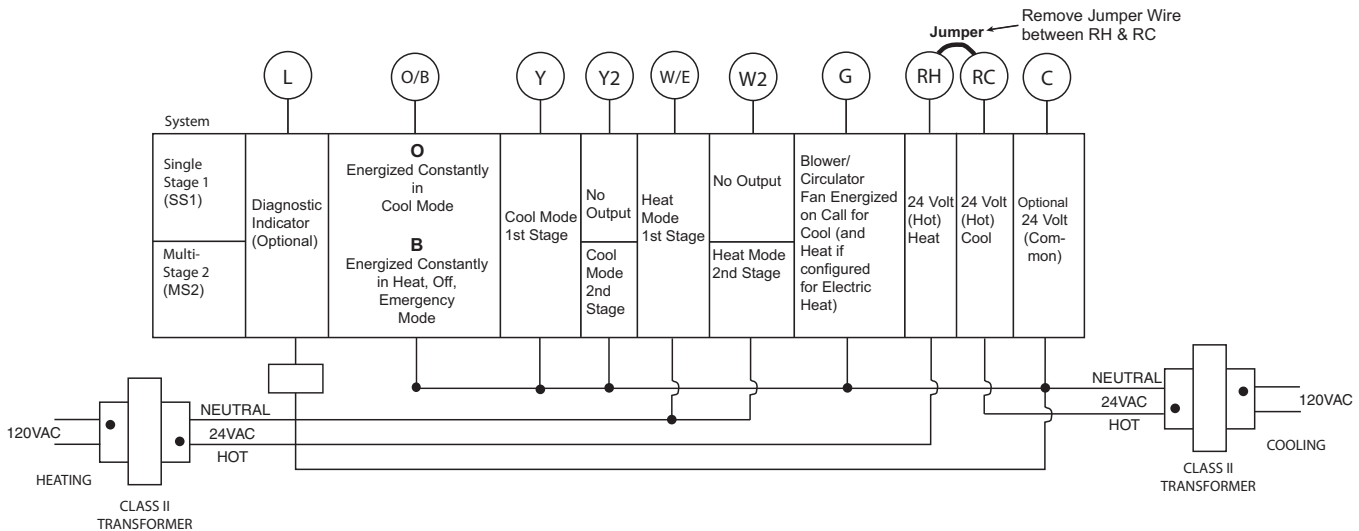 Remove Jumper Wire
between RH & RC
Jumper
L
O/B
Y
Y2
W/E
W2
G
RH
RC
C
System
Single
Stage 1
(SS1)
Multi-
Stage 2
(MS2)
Diagnostic
Indicator
(Optional)
O
Energized Constantly
in
Cool Mode
B
Energized Constantly
in Heat, Off,
Emergency
Mode
Cool Mode
1st Stage
No
Output
Cool
Mode
2nd
Stage
Heat
Mode
1st Stage
No Output
Heat Mode
2nd Stage
Blower/
Circulator
Fan Energized
on Call for
Cool (and
Heat if
configured
for Electric
Heat)
24 Volt
(Hot)
Heat
24 Volt
(Hot)
Cool
Optional
24 Volt
(Com-
mon)
120VAC
HEATING
CLASS II
TRANSFORMER
NEUTRAL
24VAC
HOT
NEUTRAL
24VAC
HOT
120VAC
COOLING
CLASS II
TRANSFORMER